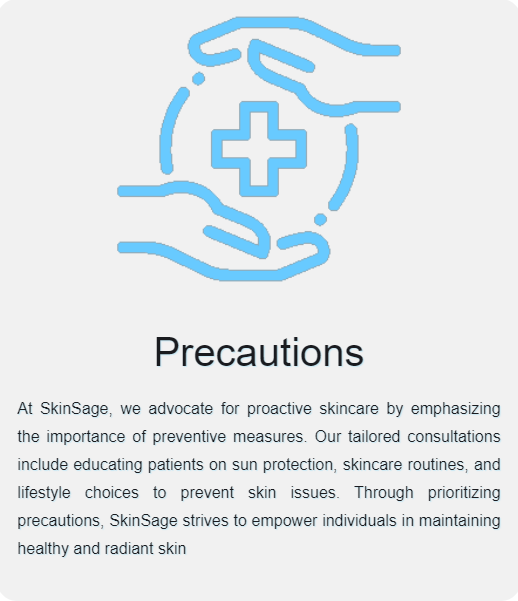 Precautions
At SkinSage, we advocate for proactive skincare by emphasizing
the importance of preventive measures. Our tailored consultations
include educating patients on sun protection, skincare routines, and
lifestyle choices to prevent skin issues. Through prioritizing
precautions, SkinSage strives to empower individuals in maintaining
healthy and radiant skin